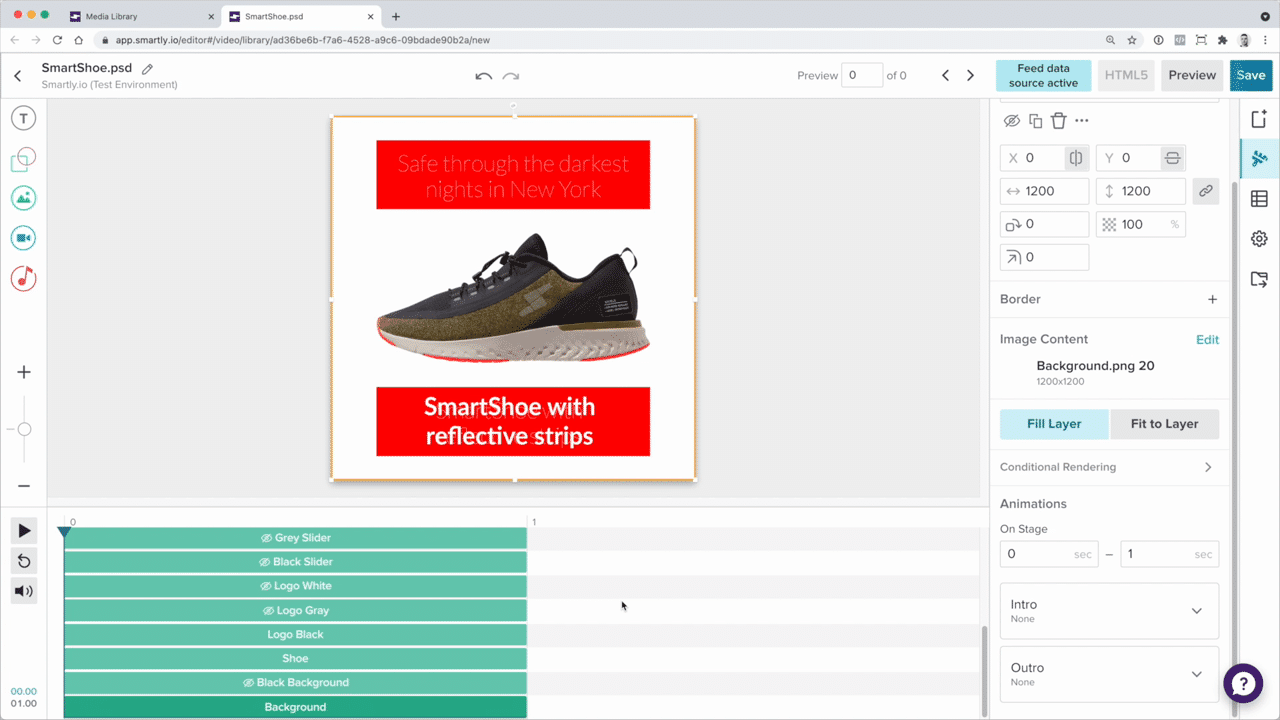 Media Library
SmartShoe.psd
app.smartly.io/editor#/video/library/ad36be6b-f7a6-4528-a9c6-09bdade90b2a/new
SmartShoe.psd
Smartly.io (Test Environment)
Preview 0 of 0
Feed data
source active
HTML5
Preview
Save
T
Safe through the darkest
nights in New York
SmartShoe with
reflective strips
X 0
Y 0
1200
1200
0
100 %
0
Border
Image Content
Edit
Background.png 20
1200x1200
Fill Layer
Fit to Layer
Conditional Rendering
Animations
On Stage
0 sec – 1 sec
Intro
None
Outro
None
0
1
Grey Slider
Black Slider
Logo White
Logo Gray
Logo Black
Shoe
Black Background
Background
00.00
01.00
?